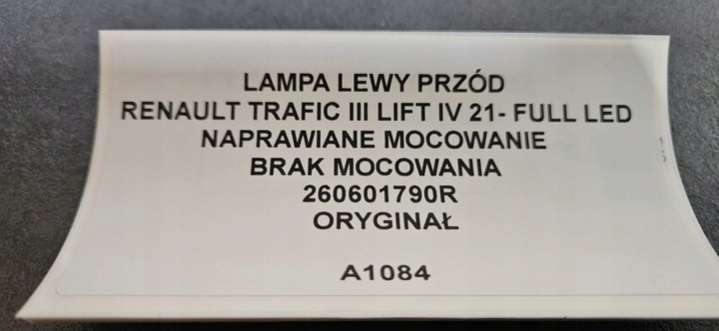 LAMPA LEWY PRZÓD
RENAULT TRAFIC III LIFT IV 21- FULL LED
NAPRAWIANE MOCOWANIE
BRAK MOCOWANIA
260601790R
ORYGINAŁ
A1084